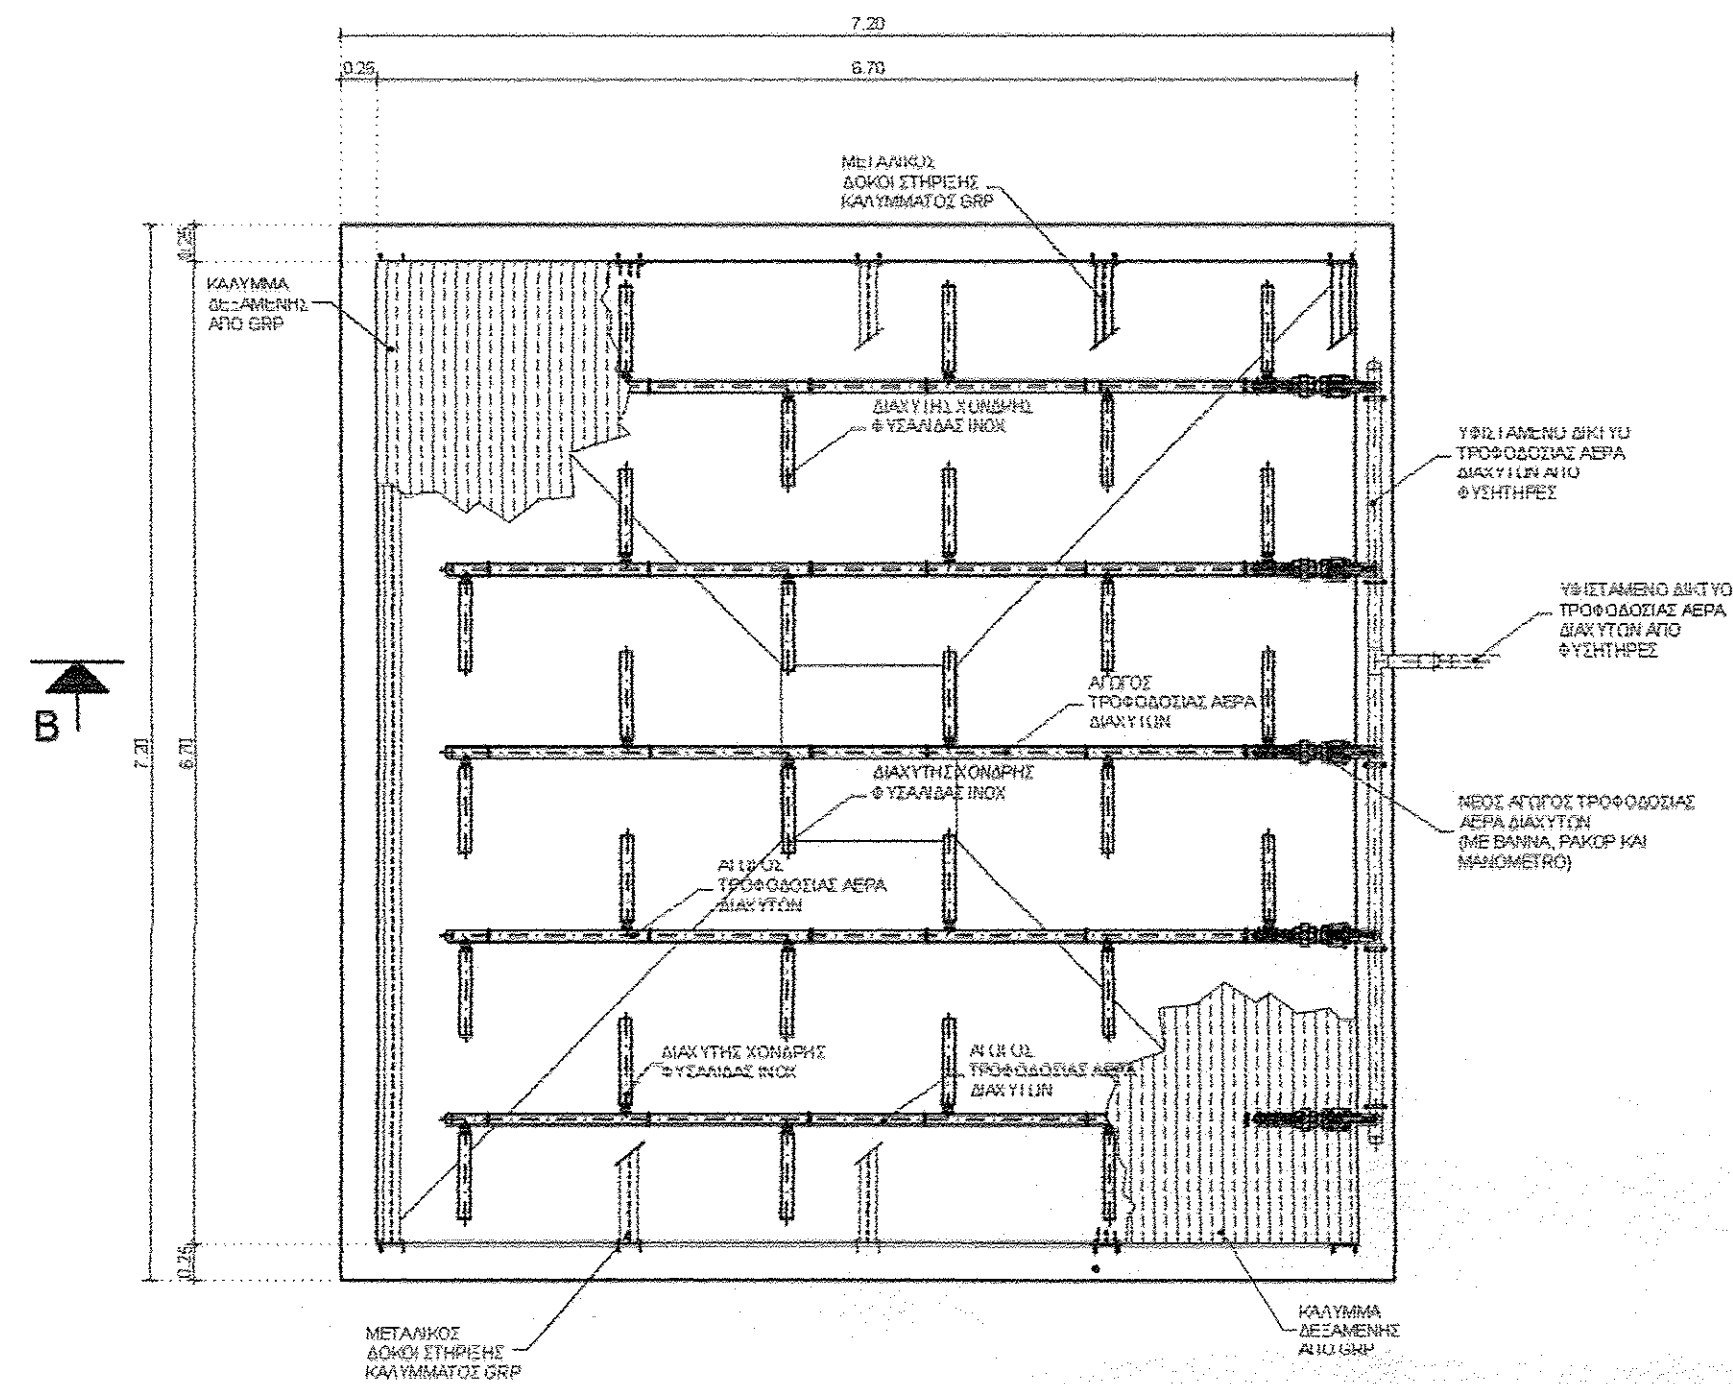 7.20
0.25
6.70
ΜΕΤΑΛΙΚΟΣ
ΔΟΚΟΙ ΣΤΗΡΙΞΗΣ
ΚΑΛΥΜΜΑΤΟΣ GRP
0.25
ΚΑΛΥΜΜΑ
ΔΕΞΑΜΕΝΗΣ
ΑΠΟ GRP
ΔΙΑΧΥΤΗΣ ΧΟΝΔΡΗΣ
ΦΥΣΑΛΙΔΑΣ INOX
ΥΦΙΣΤΑΜΕΝΟ ΔΙΚΤΥΟ
ΤΡΟΦΟΔΟΣΙΑΣ ΑΕΡΑ
ΔΙΑΧΥΤΩΝ ΑΠΟ
ΦΥΣΗΤΗΡΕΣ
ΥΦΙΣΤΑΜΕΝΟ ΔΙΚΤΥΟ
ΤΡΟΦΟΔΟΣΙΑΣ ΑΕΡΑ
ΔΙΑΧΥΤΩΝ ΑΠΟ
ΦΥΣΗΤΗΡΕΣ
B
7.20
6.70
ΑΓΩΓΟΣ
ΤΡΟΦΟΔΟΣΙΑΣ ΑΕΡΑ
ΔΙΑΧΥΤΩΝ
ΔΙΑΧΥΤΗΣ ΧΟΝΔΡΗΣ
ΦΥΣΑΛΙΔΑΣ INOX
ΝΕΟΣ ΑΓΩΓΟΣ ΤΡΟΦΟΔΟΣΙΑΣ
ΑΕΡΑ ΔΙΑΧΥΤΩΝ
(ΜΕ ΒΑΝΝΑ, ΡΑΚΟΡ ΚΑΙ
ΜΑΝΟΜΕΤΡΟ)
ΑΓΩΓΟΣ
ΤΡΟΦΟΔΟΣΙΑΣ ΑΕΡΑ
ΔΙΑΧΥΤΩΝ
ΔΙΑΧΥΤΗΣ ΧΟΝΔΡΗΣ
ΦΥΣΑΛΙΔΑΣ INOX
ΑΓΩΓΟΣ
ΤΡΟΦΟΔΟΣΙΑΣ ΑΕΡΑ
ΔΙΑΧΥΤΩΝ
0.25
ΜΕΤΑΛΙΚΟΣ
ΔΟΚΟΙ ΣΤΗΡΙΞΗΣ
ΚΑΛΥΜΜΑΤΟΣ GRP
ΚΑΛΥΜΜΑ
ΔΕΞΑΜΕΝΗΣ
ΑΠΟ GRP